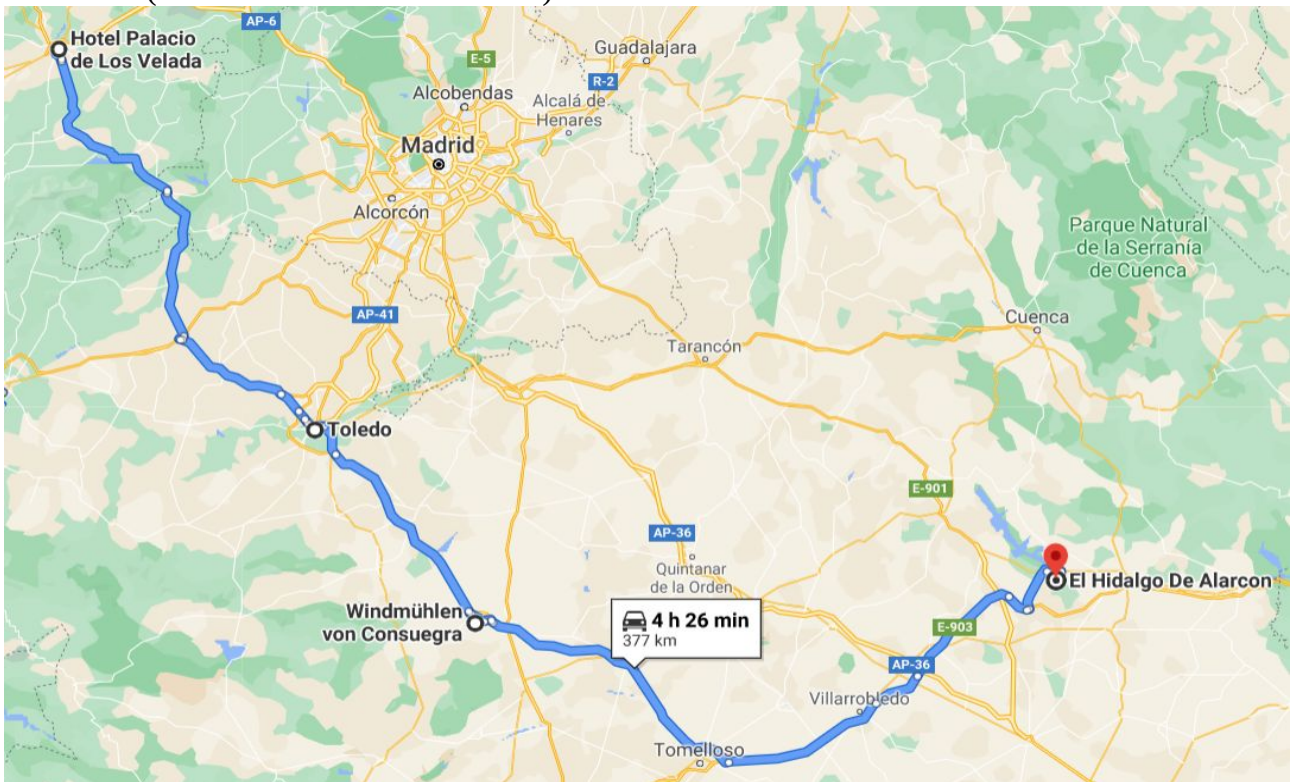 AP-6
Hotel Palacio
de Los Velada
E-5
Guadalajara
R-2
Alcobendas
Alcalá de
Henares
Madrid
Alcorcón
Parque Natural
de la Serranía
de Cuenca
AP-41
Cuenca
Tarancón
Toledo
E-901
AP-36
Quintanar
de la Orden
El Hidalgo De Alarcon
Windmühlen
von Consuegra
4 h 26 min
377 km
E-903
AP-36
Villarrobledo
Tomelloso